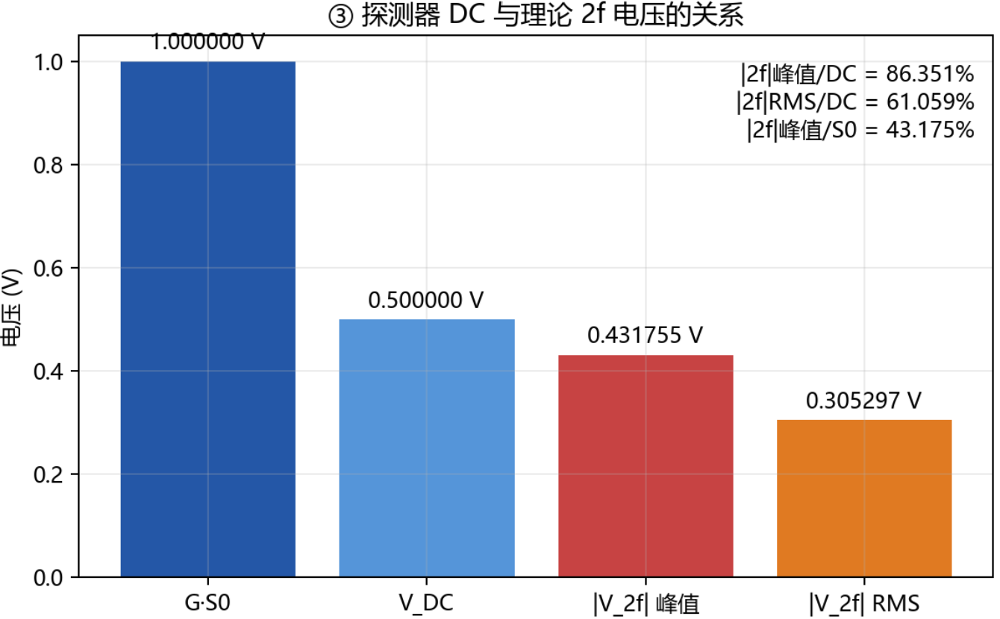 ③ 探测器 DC 与理论 2f 电压的关系
1.000000 V
|2f|峰值/DC = 86.351%
|2f|RMS/DC = 61.059%
|2f|峰值/S0 = 43.175%
0.500000 V
0.431755 V
0.305297 V
电压 (V)
1.0
0.8
0.6
0.4
0.2
0.0
G·S0
V_DC
|V_2f| 峰值
|V_2f| RMS